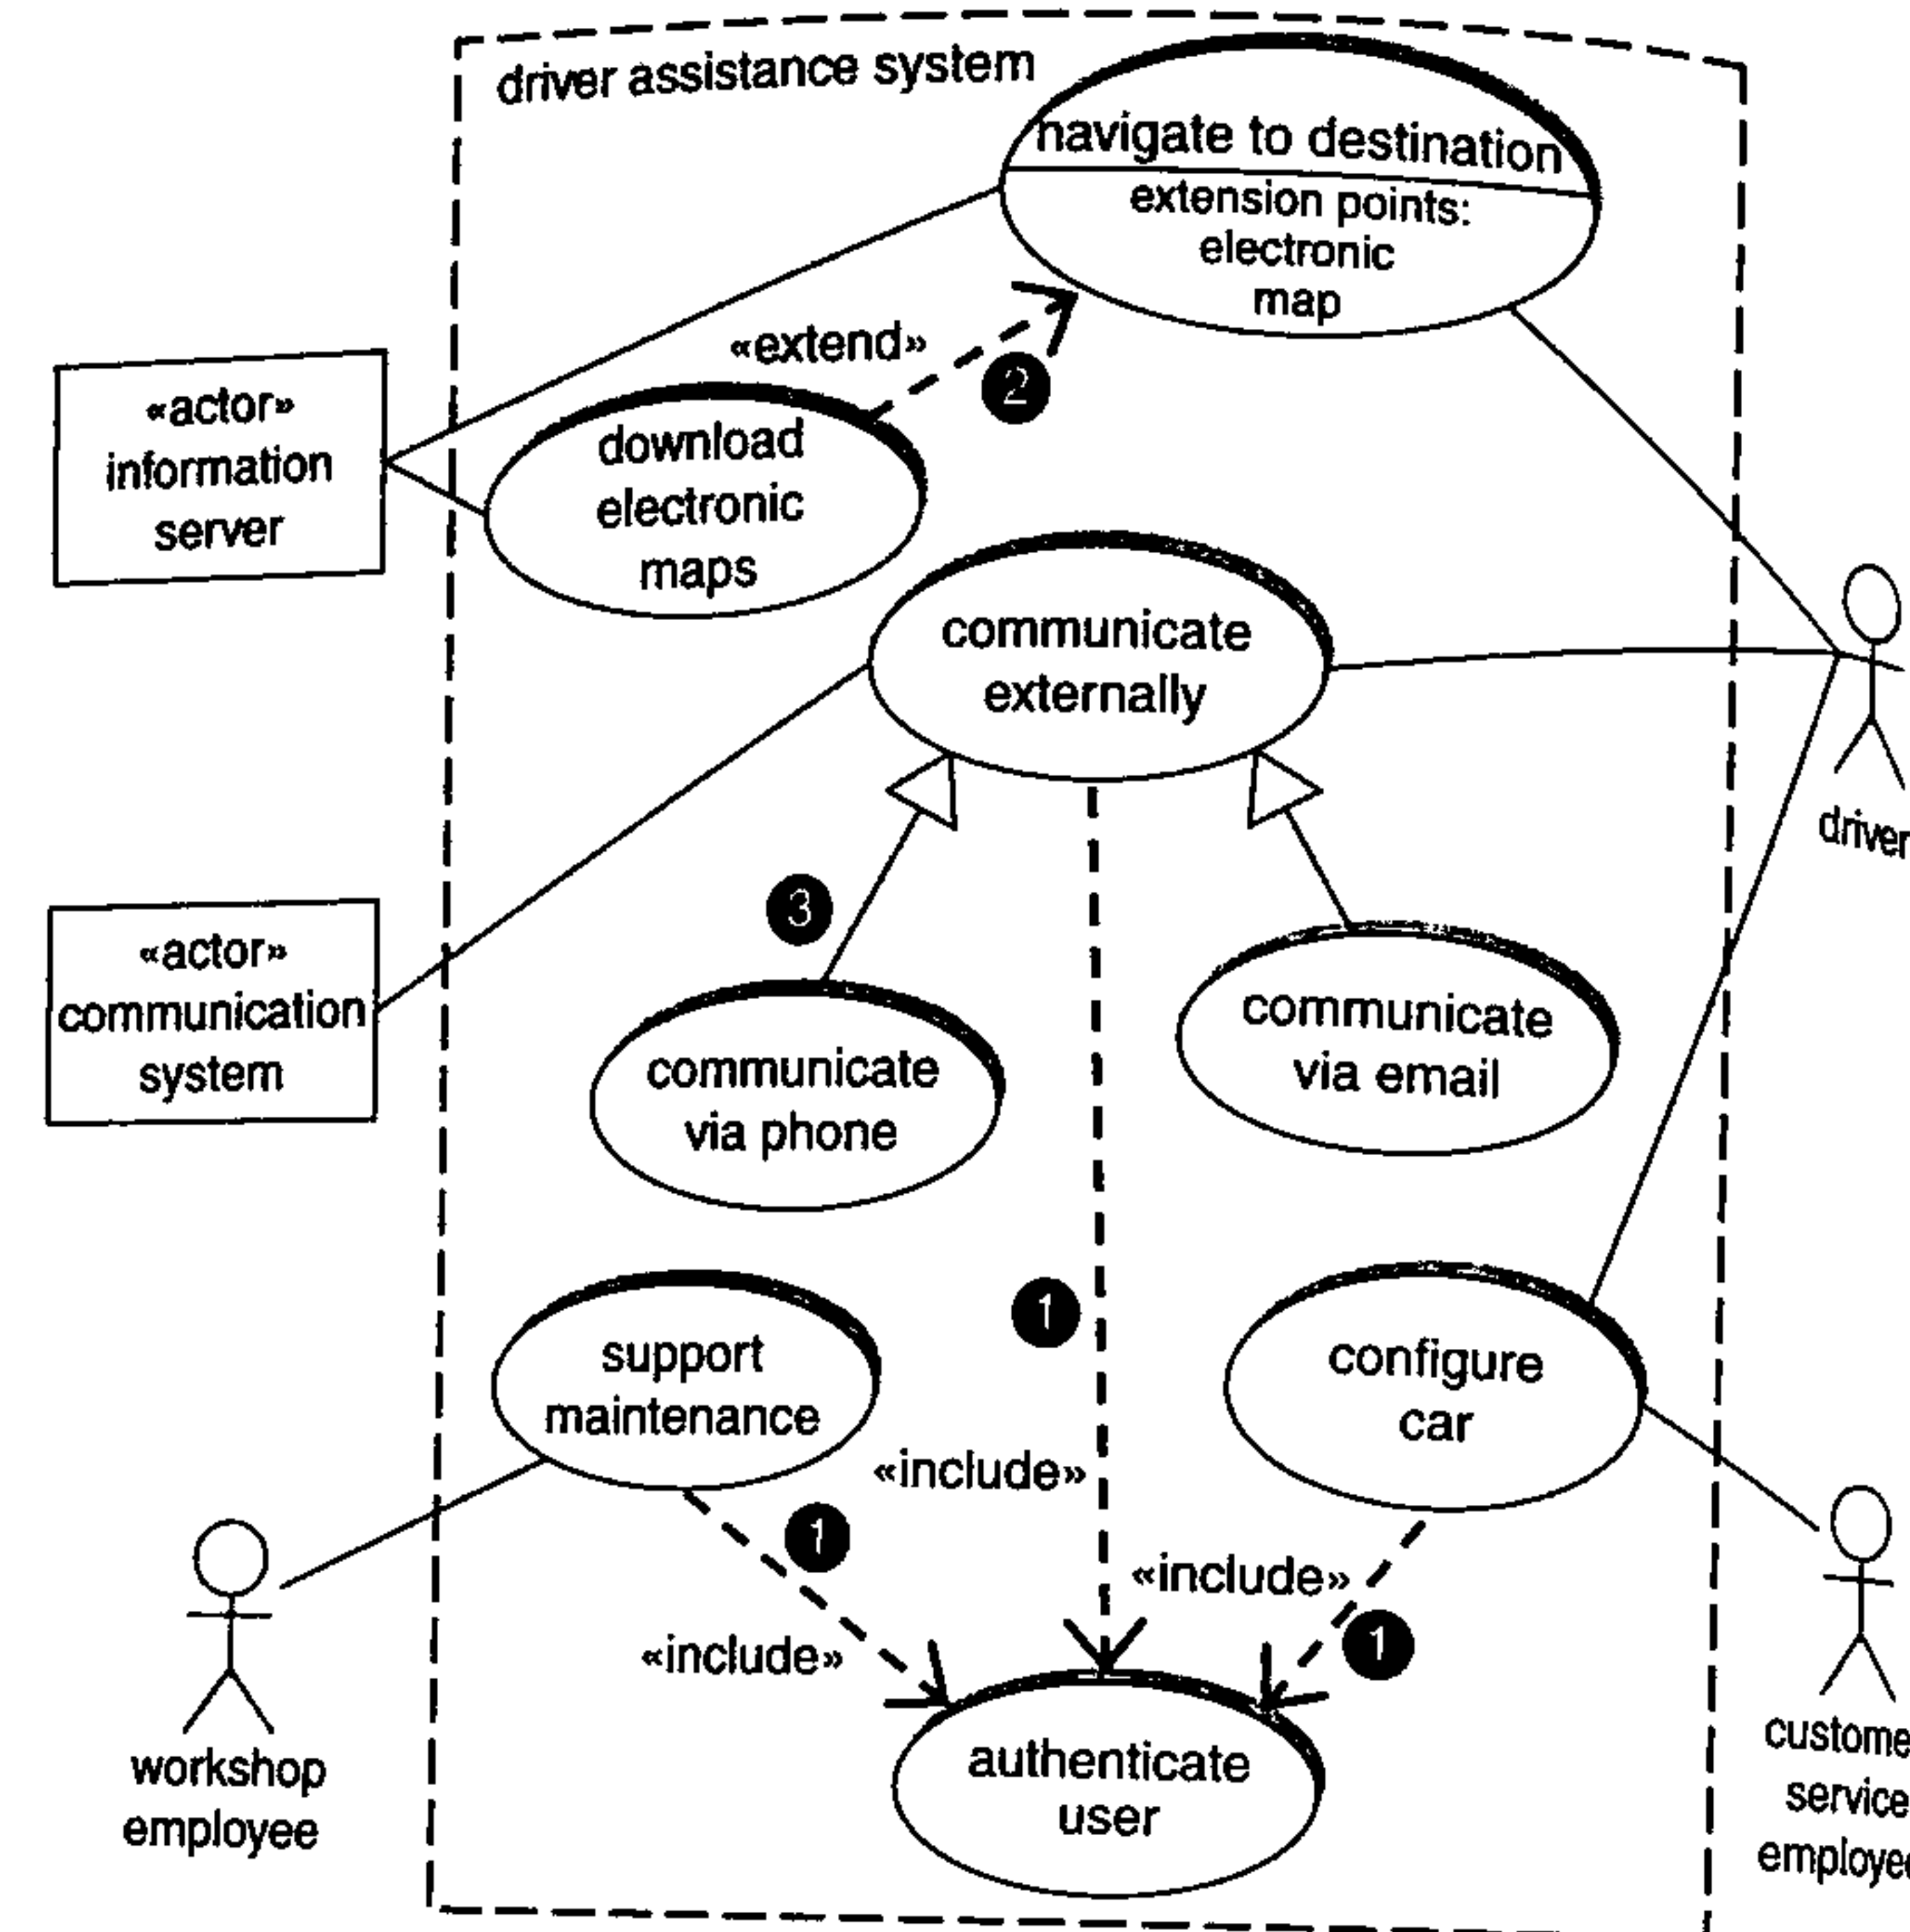 driver assistance system
navigate to destination
extension points:
electronic
map
«extend»
2
«actor»
information
server
download
electronic
maps
communicate
externally
driver
3
«actor»
communication
system
communicate
via phone
communicate
via email
1
support
maintenance
configure
car
«include»
1
«include»
1
«include»
workshop
employee
authenticate
user
custome
service
employee